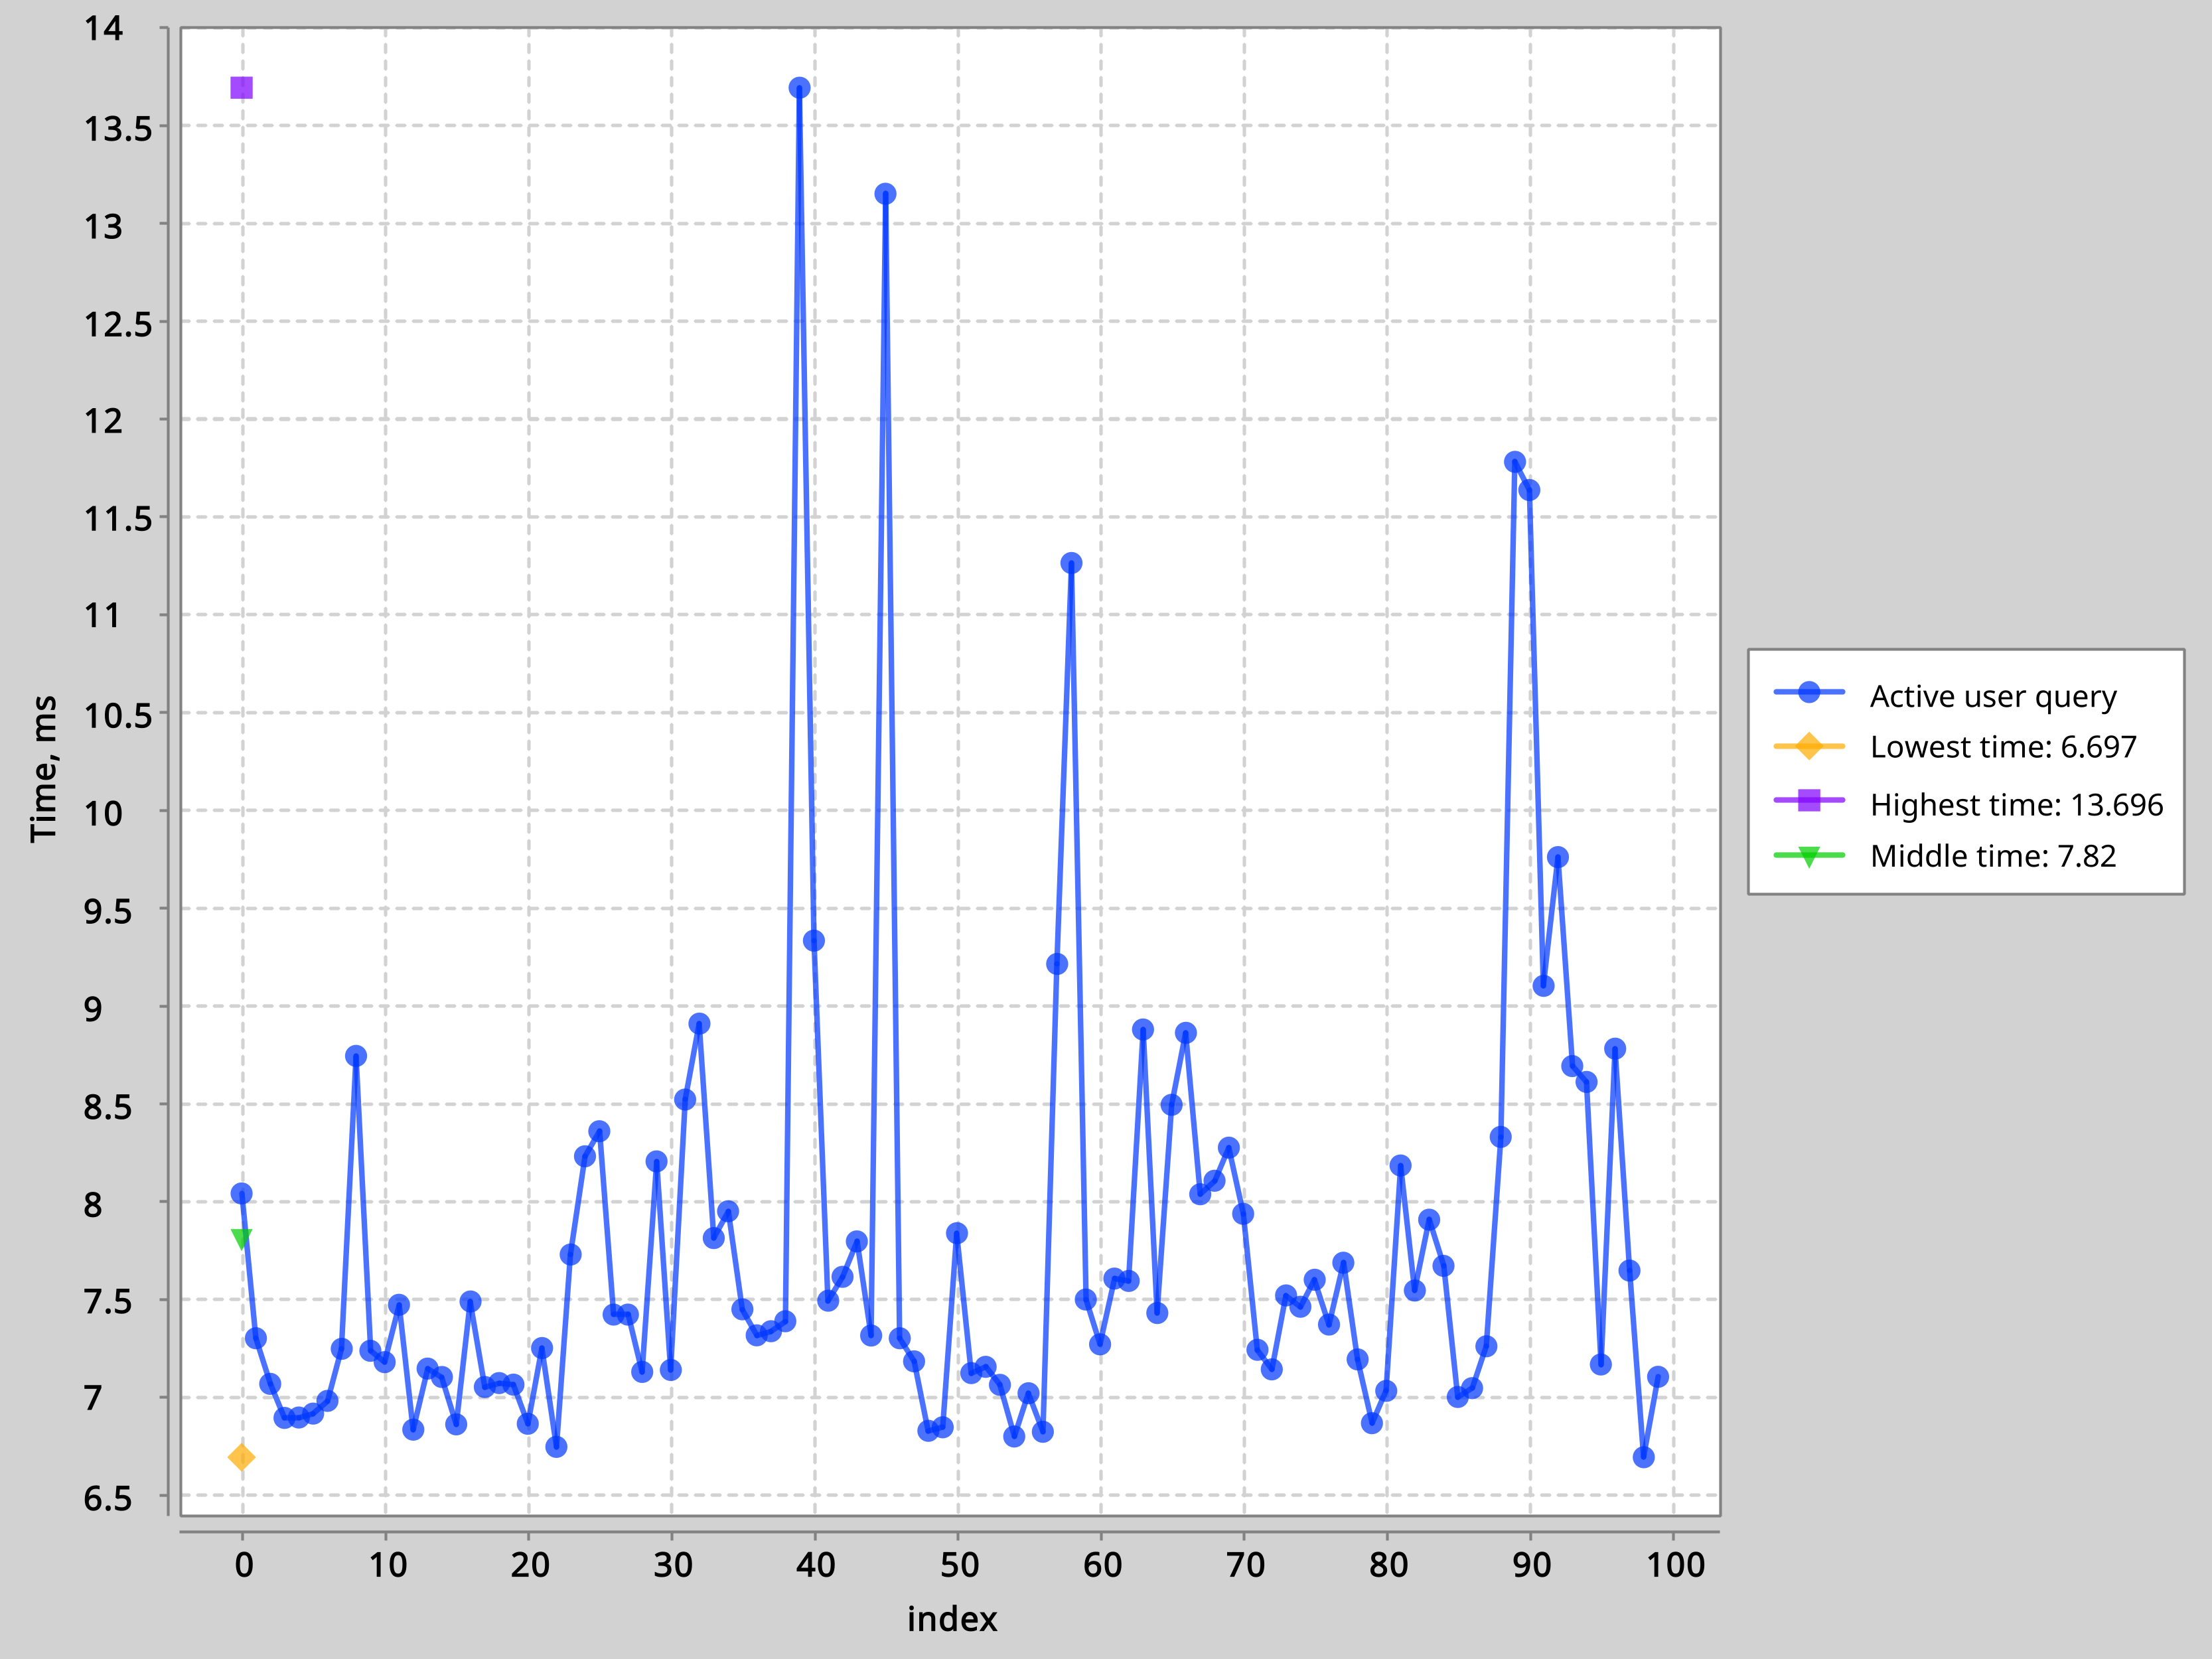 14
13.5
13
12.5
12
11.5
11
10.5
10
9.5
9
8.5
8
7.5
7
6.5
Time, ms
0 10 20 30 40 50 60 70 80 90 100
index
Active user query
Lowest time: 6.697
Highest time: 13.696
Middle time: 7.82